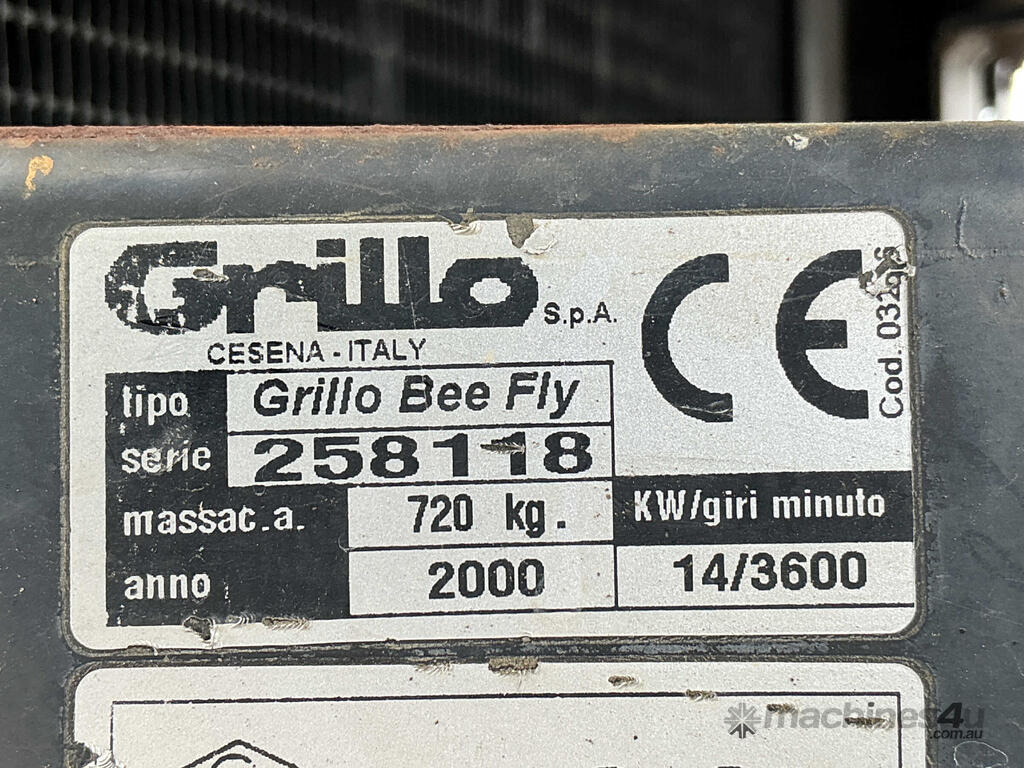 Grillo S.p.A.
CESENA - ITALY
CE
tipo Grillo Bee Fly
serie 258118
massac.a. 720 kg.
anno 2000
KW/giri minuto
14/3600
Cod.
machines4u
.com.au